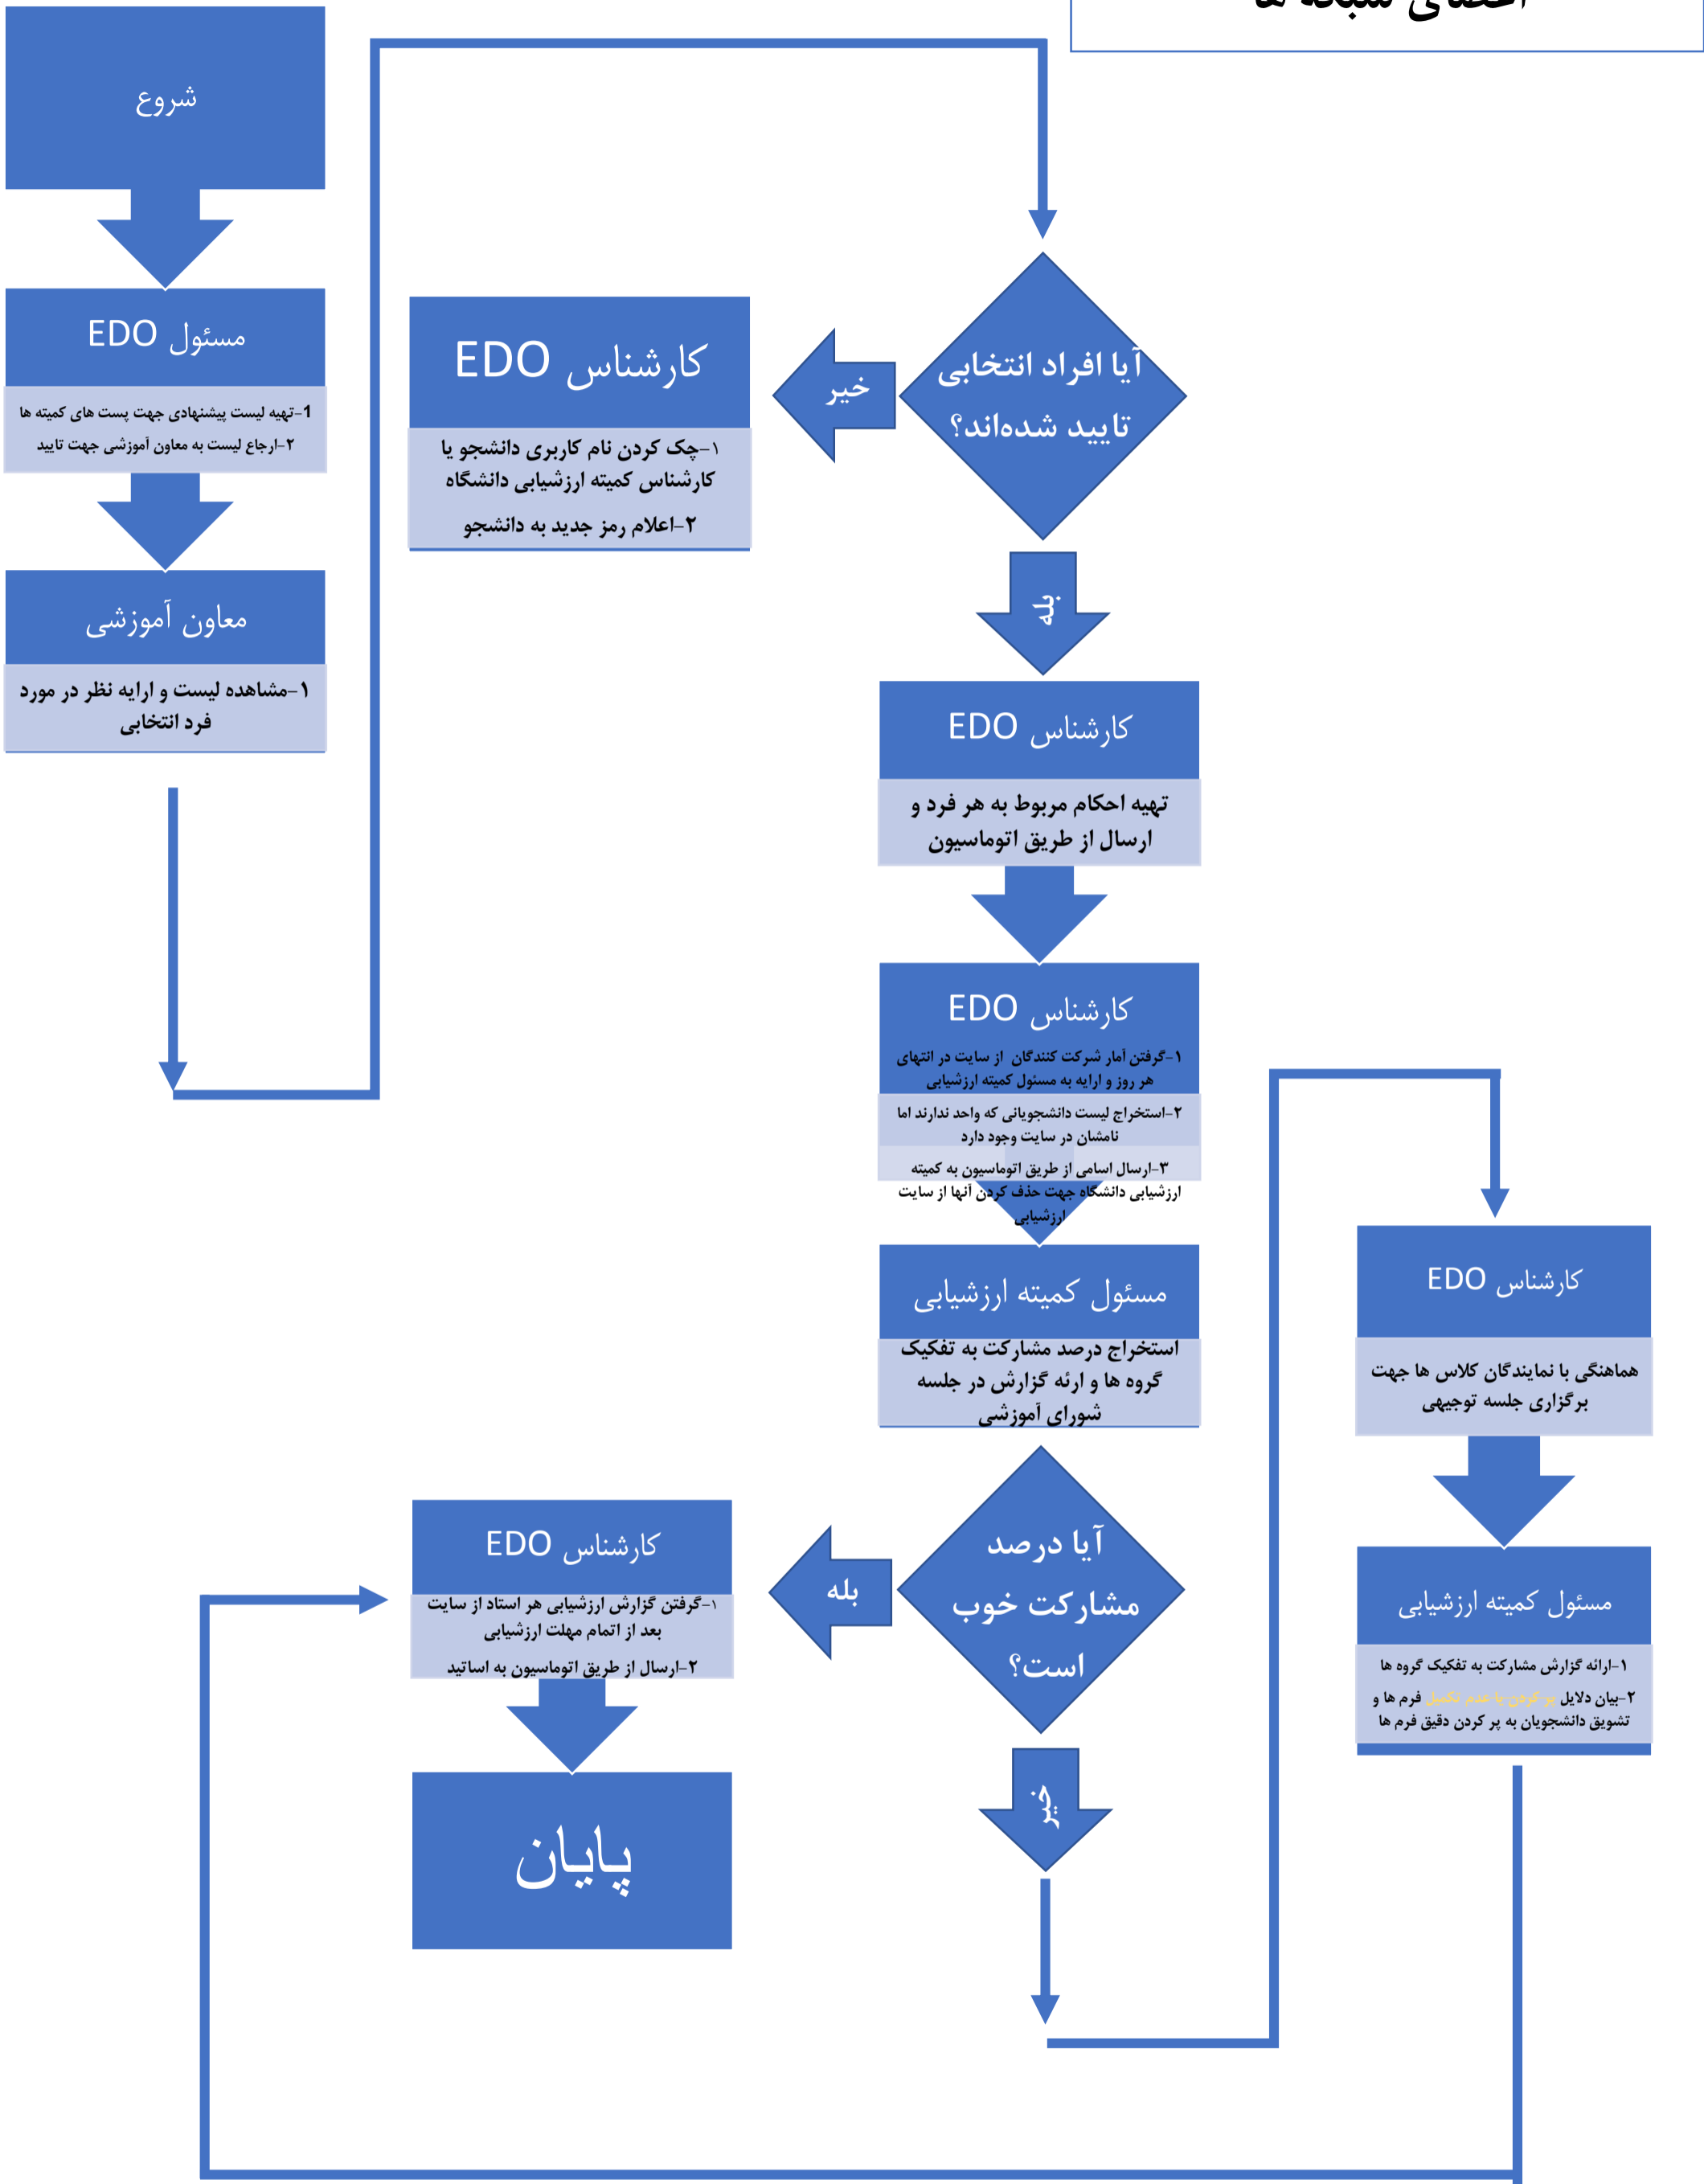 اعضای شبکه ها
شروع
مسئول EDO
1-تهیه لیست پیشنهادی جهت پست های کمیته ها
۲-ارجاع لیست به معاون آموزشی جهت تایید
معاون آموزشی
۱-مشاهده لیست و ارایه نظر در مورد
فرد انتخابی
آیا افراد انتخابی
تایید شده‌اند؟
خیر
کارشناس EDO
۱-چک کردن نام کاربری دانشجو یا
کارشناس کمیته ارزشیابی دانشگاه
۲-اعلام رمز جدید به دانشجو
بله
کارشناس EDO
تهیه احکام مربوط به هر فرد و
ارسال از طریق اتوماسیون
کارشناس EDO
۱-گرفتن آمار شرکت کنندگان از سایت در انتهای
هر روز و ارایه به مسئول کمیته ارزشیابی
۲-استخراج لیست دانشجویانی که واحد ندارند اما
نامشان در سایت وجود دارد
۳-ارسال اسامی از طریق اتوماسیون به کمیته
ارزشیابی دانشگاه جهت حذف کردن آنها از سایت
ارزشیابی
مسئول کمیته ارزشیابی
استخراج درصد مشارکت به تفکیک
گروه ها و ارئه گزارش در جلسه
شورای آموزشی
آیا درصد
مشارکت خوب
است؟
بله
کارشناس EDO
۱-گرفتن گزارش ارزشیابی هر استاد از سایت
بعد از اتمام مهلت ارزشیابی
۲-ارسال از طریق اتوماسیون به اساتید
پایان
خیر
کارشناس EDO
هماهنگی با نمایندگان کلاس ها جهت
برگزاری جلسه توجیهی
مسئول کمیته ارزشیابی
۱-ارائه گزارش مشارکت به تفکیک گروه ها
۲-بیان دلایل پر کردن یا عدم تکمیل فرم ها و
تشویق دانشجویان به پر کردن دقیق فرم ها